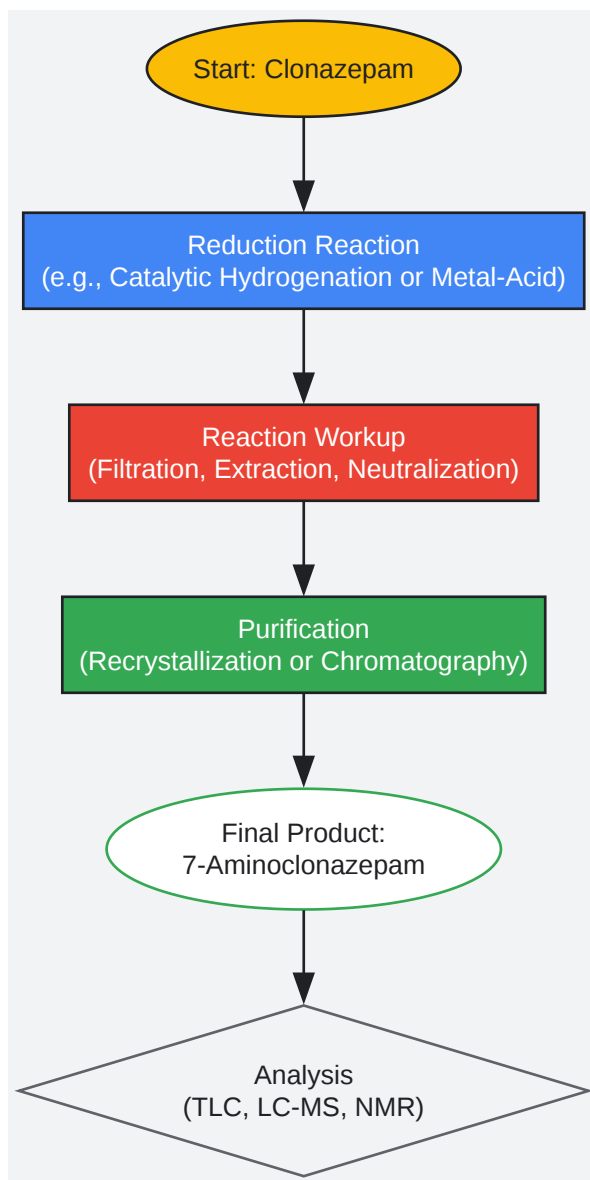 Start: Clonazepam
Reduction Reaction
(e.g., Catalytic Hydrogenation or Metal-Acid)
Reaction Workup
(Filtration, Extraction, Neutralization)
Purification
(Recrystallization or Chromatography)
Final Product:
7-Aminoclonazepam
Analysis
(TLC, LC-MS, NMR)